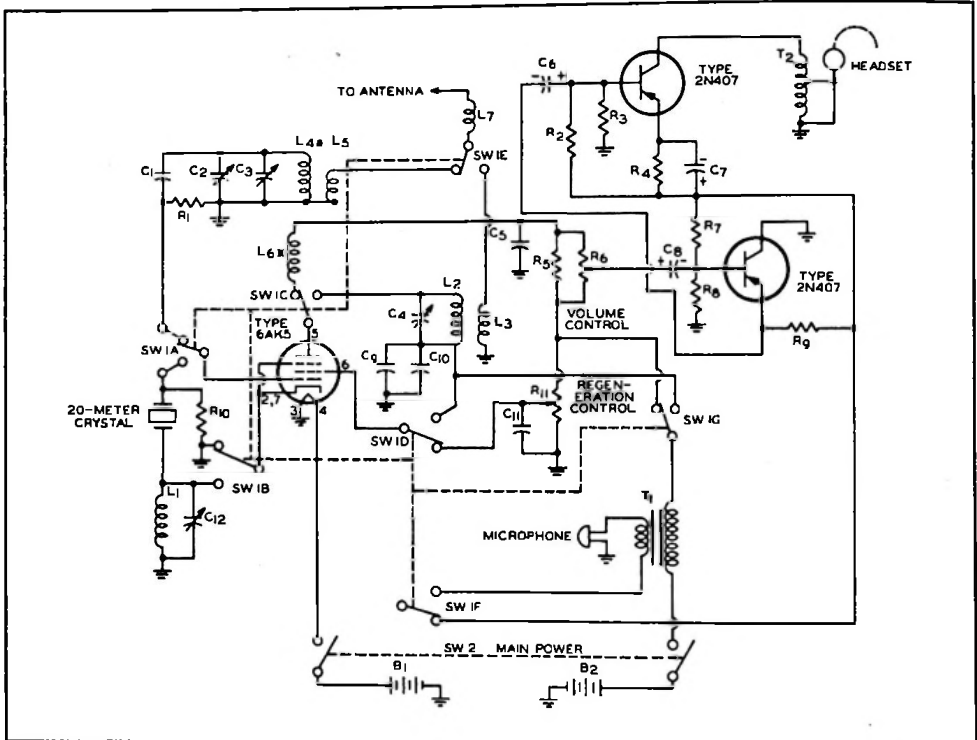 TYPE
2N407
T2
HEADSET
C6
TO ANTENNA
L7
R3
R2
L4
L5
SW1E
C1
C2
C3
R4
C7
R1
C5
R7
L6
R5
R6
C8
TYPE
2N407
L2
SW1C
R8
TYPE
6AK5
C4
L3
VOLUME
CONTROL
R9
5
SW1A
C9
C10
6
REGEN-
ERATION
CONTROL
2,7
R11
20-METER
CRYSTAL
R10
3
4
C11
SW1G
SW1D
L1
SW1B
C12
T1
MICROPHONE
SW1F
SW2 MAIN POWER
B1
B2